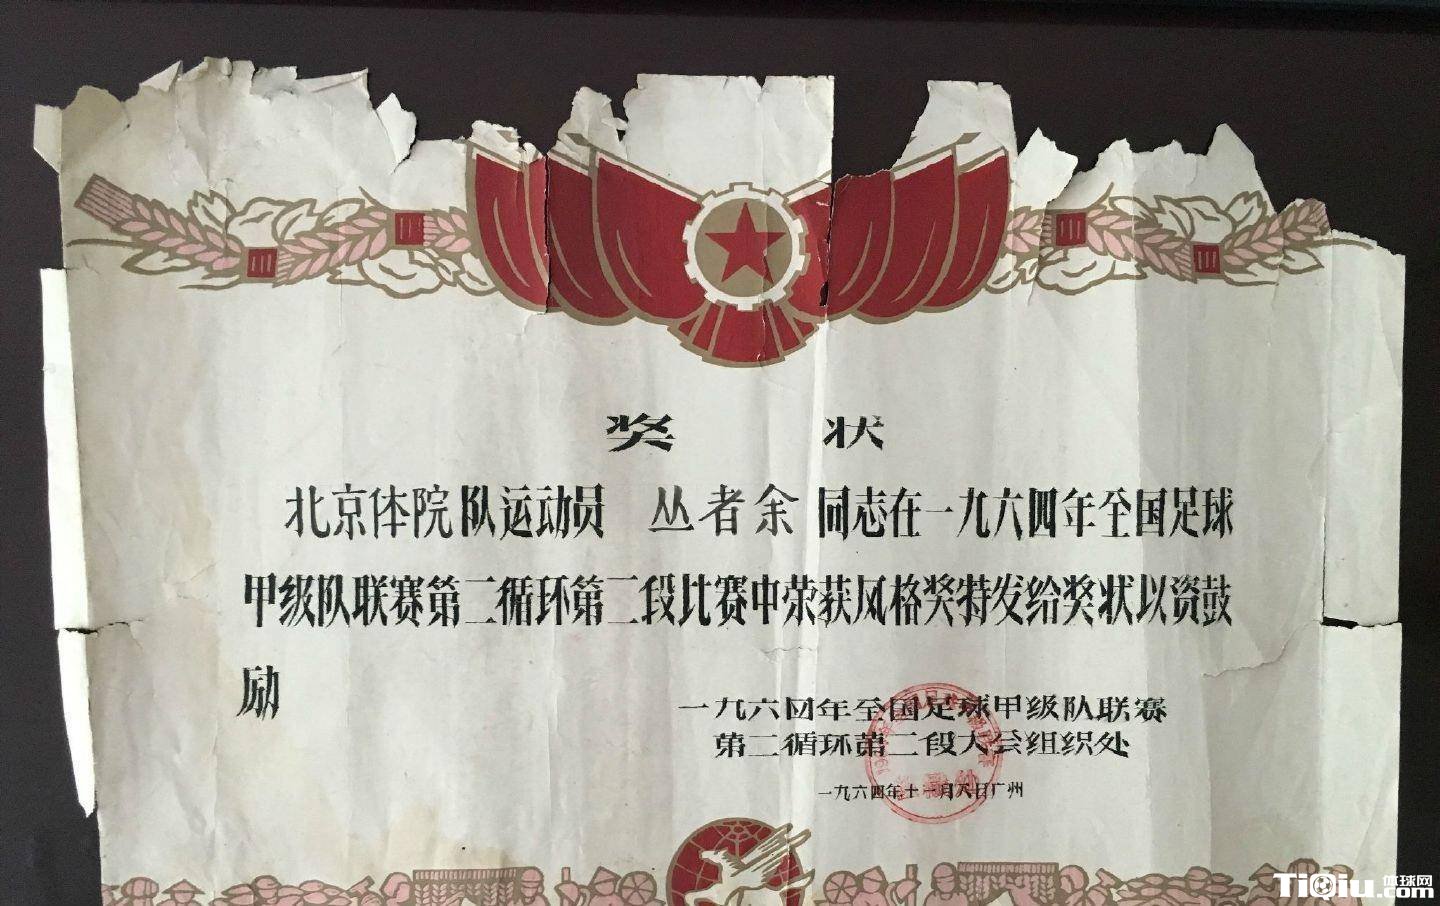 奖状
北京体院队运动员 丛者余 同志在一九六四年全国足球
甲级队联赛第二循环第二段比赛中荣获风格奖特发给奖状以资鼓
励
一九六四年全国足球甲级队联赛
第二循环第二段大会组织处
一九六四年十一月八日广州
TiQiu.com 体球网